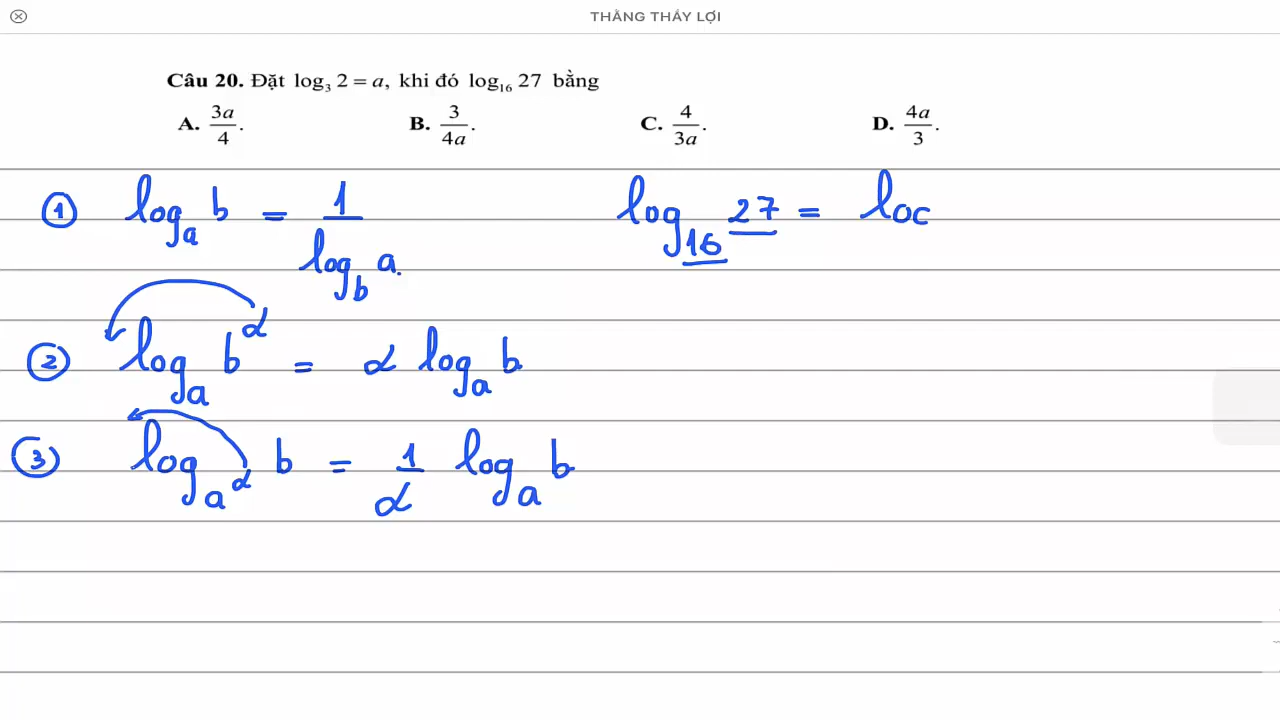 THẲNG THẦY LỢI
Câu 20. Đặt log₃ 2 = a, khi đó log₁₆ 27 bằng
A. 3a/4. B. 3/4a. C. 4/3a. D. 4a/3.
① logₐ b = 1/log_b a. log₁₆ 27 = loc
② logₐ b^α = α logₐ b
③ log_{a^α} b = 1/α logₐ b